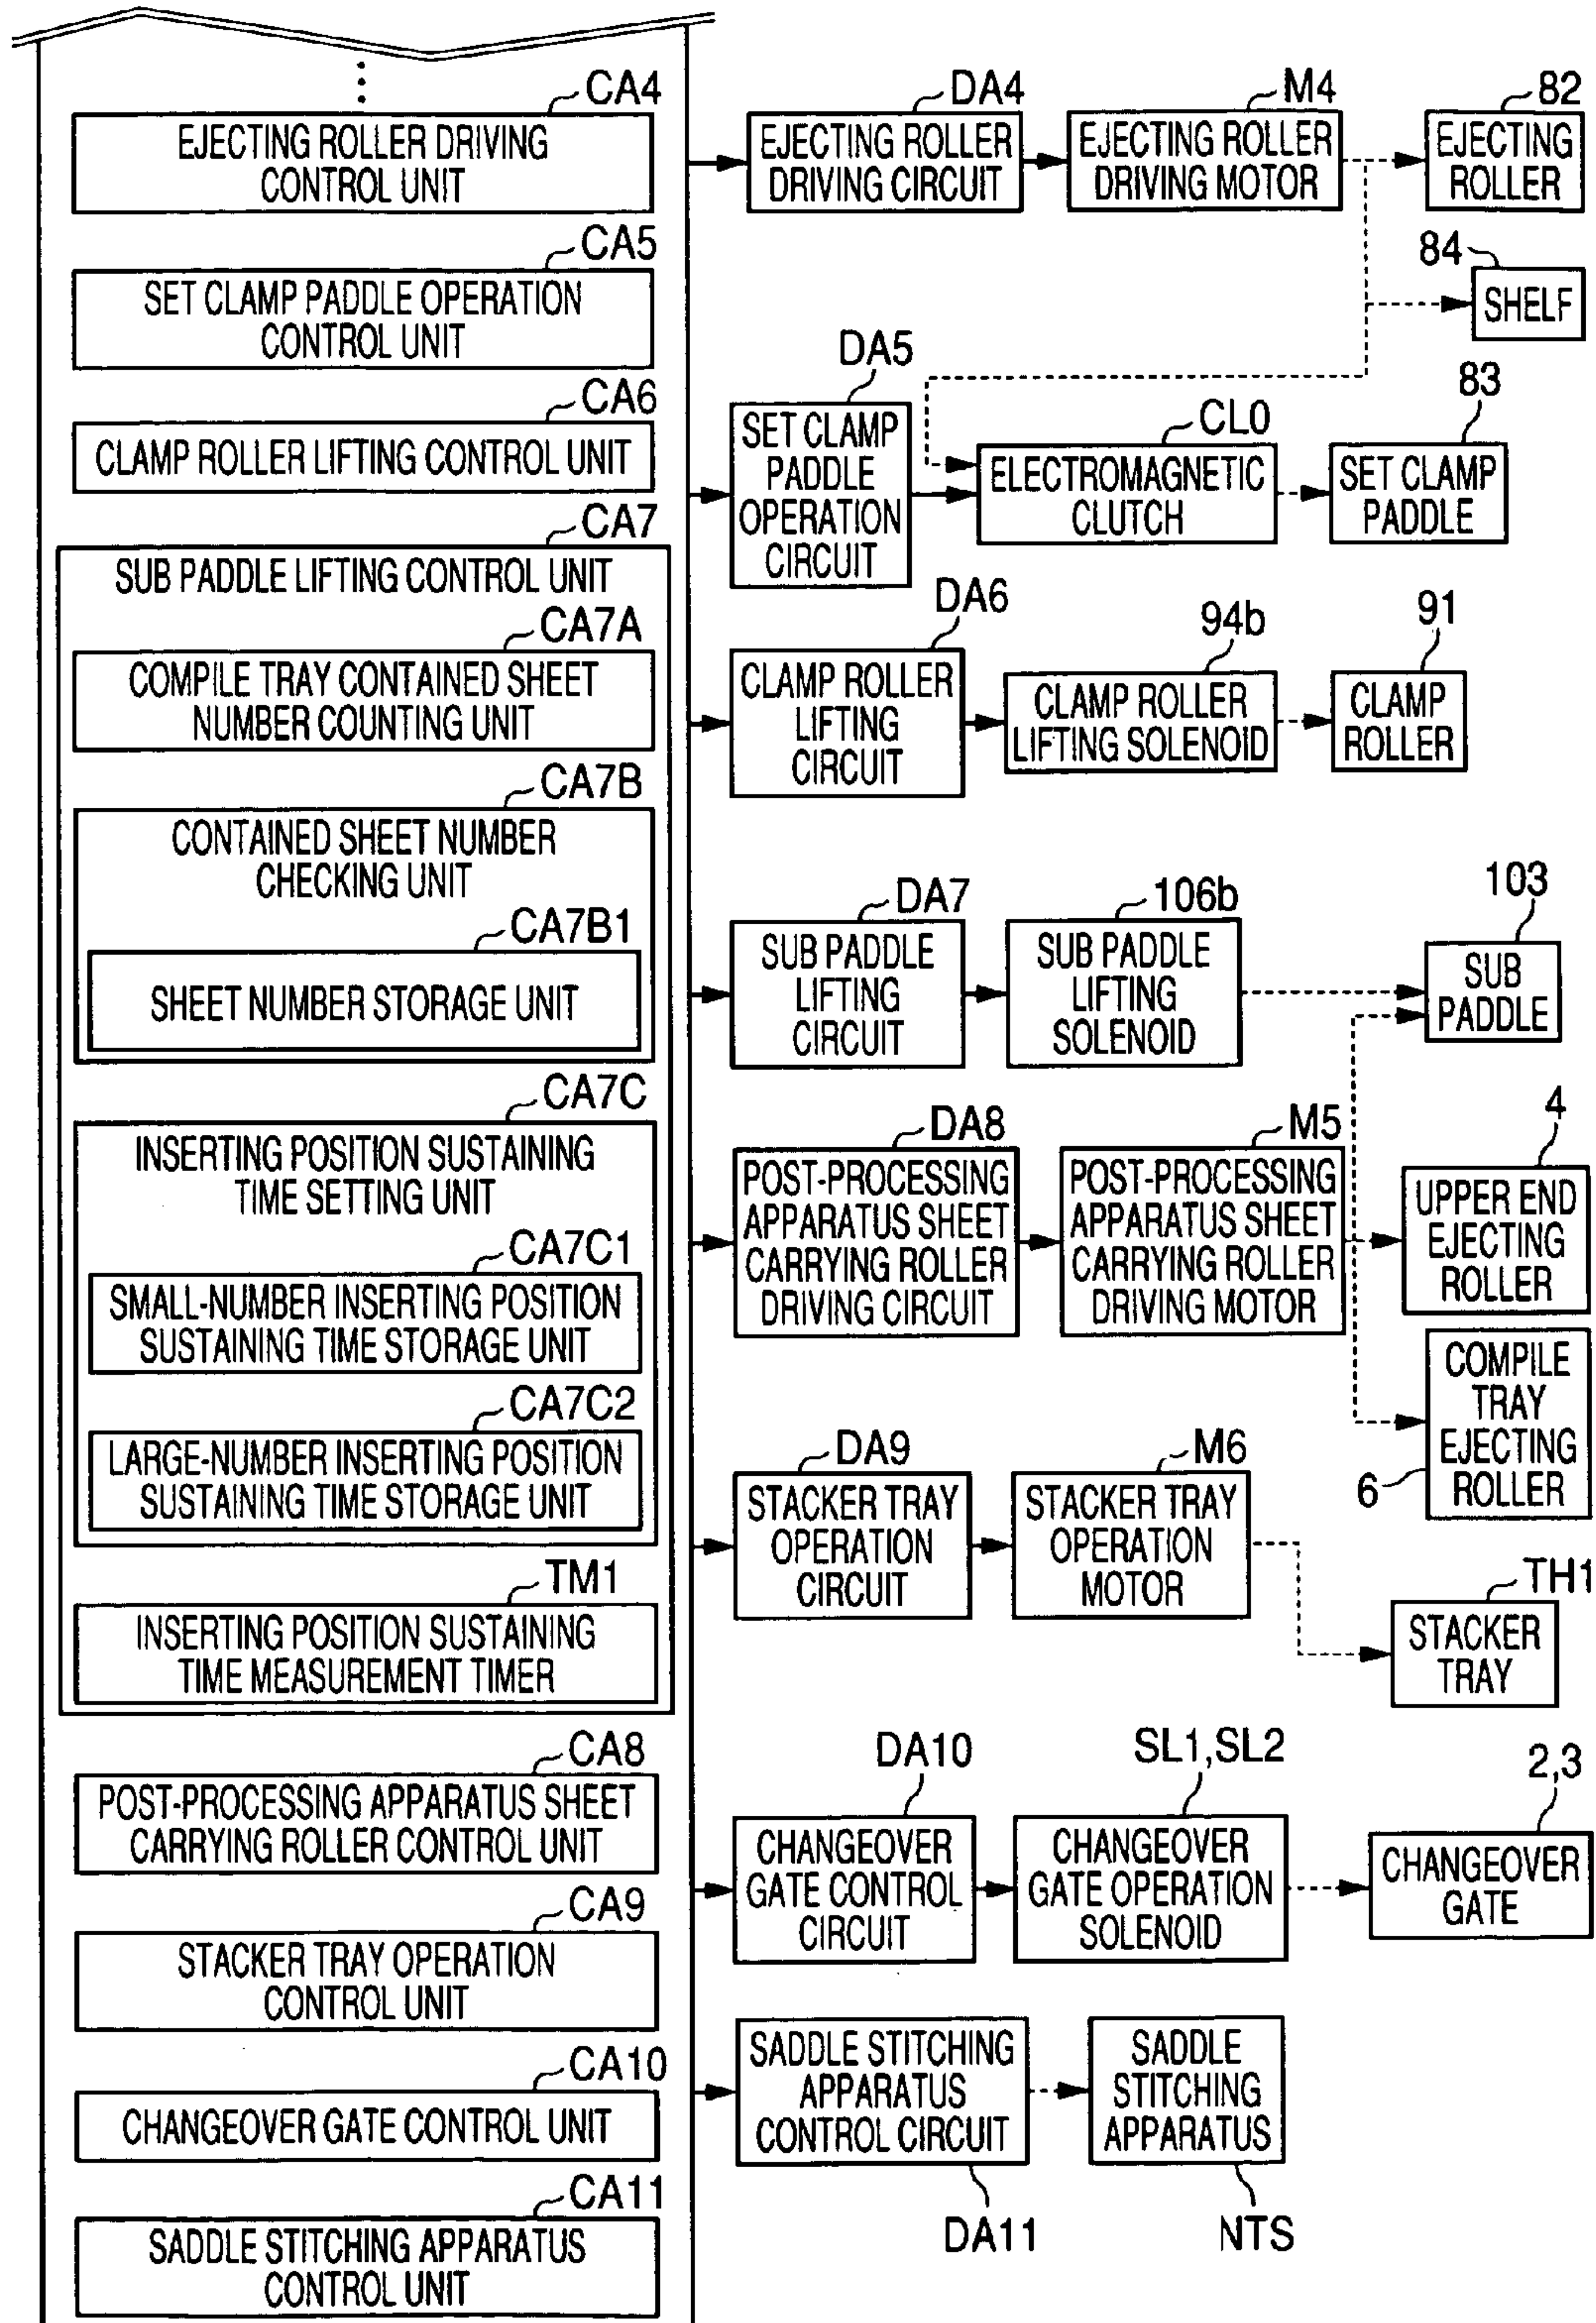 CA4
EJECTING ROLLER DRIVING
CONTROL UNIT
CA5
SET CLAMP PADDLE OPERATION
CONTROL UNIT
CA6
CLAMP ROLLER LIFTING CONTROL UNIT
CA7
SUB PADDLE LIFTING CONTROL UNIT
CA7A
COMPILE TRAY CONTAINED SHEET
NUMBER COUNTING UNIT
CA7B
CONTAINED SHEET NUMBER
CHECKING UNIT
CA7B1
SHEET NUMBER STORAGE UNIT
CA7C
INSERTING POSITION SUSTAINING
TIME SETTING UNIT
CA7C1
SMALL-NUMBER INSERTING POSITION
SUSTAINING TIME STORAGE UNIT
CA7C2
LARGE-NUMBER INSERTING POSITION
SUSTAINING TIME STORAGE UNIT
TM1
INSERTING POSITION SUSTAINING
TIME MEASUREMENT TIMER
CA8
POST-PROCESSING APPARATUS SHEET
CARRYING ROLLER CONTROL UNIT
CA9
STACKER TRAY OPERATION
CONTROL UNIT
CA10
CHANGEOVER GATE CONTROL UNIT
CA11
SADDLE STITCHING APPARATUS
CONTROL UNIT
DA4
EJECTING ROLLER
DRIVING CIRCUIT
M4
EJECTING ROLLER
DRIVING MOTOR
82
EJECTING
ROLLER
84
SHELF
DA5
SET CLAMP
PADDLE
OPERATION
CIRCUIT
CL0
ELECTROMAGNETIC
CLUTCH
83
SET CLAMP
PADDLE
DA6
CLAMP ROLLER
LIFTING
CIRCUIT
94b
CLAMP ROLLER
LIFTING SOLENOID
91
CLAMP
ROLLER
DA7
SUB PADDLE
LIFTING
CIRCUIT
106b
SUB PADDLE
LIFTING
SOLENOID
103
SUB
PADDLE
DA8
POST-PROCESSING
APPARATUS SHEET
CARRYING ROLLER
DRIVING CIRCUIT
M5
POST-PROCESSING
APPARATUS SHEET
CARRYING ROLLER
DRIVING MOTOR
4
UPPER END
EJECTING
ROLLER
COMPILE
TRAY
EJECTING
ROLLER
6
DA9
STACKER TRAY
OPERATION
CIRCUIT
M6
STACKER TRAY
OPERATION
MOTOR
TH1
STACKER
TRAY
DA10
CHANGEOVER
GATE CONTROL
CIRCUIT
SL1,SL2
CHANGEOVER
GATE OPERATION
SOLENOID
2,3
CHANGEOVER
GATE
SADDLE STITCHING
APPARATUS
CONTROL CIRCUIT
DA11
SADDLE
STITCHING
APPARATUS
NTS